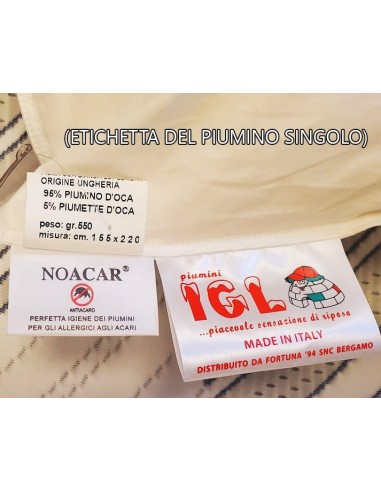 (ETICHETTA DEL PIUMINO SINGOLO)
ORIGINE UNGHERIA
95% PIUMINO D'OCA
5% PIUMETTE D'OCA
peso: gr.550
misura: cm. 155x220
NOACAR®
ANTIACARO
PERFETTA IGIENE DEI PIUMINI
PER GLI ALLERGICI AGLI ACARI
piumini
IGL
...piacevole sensazione di riposo
MADE IN ITALY
DISTRIBUITO DA FORTUNA '94 SNC BERGAMO